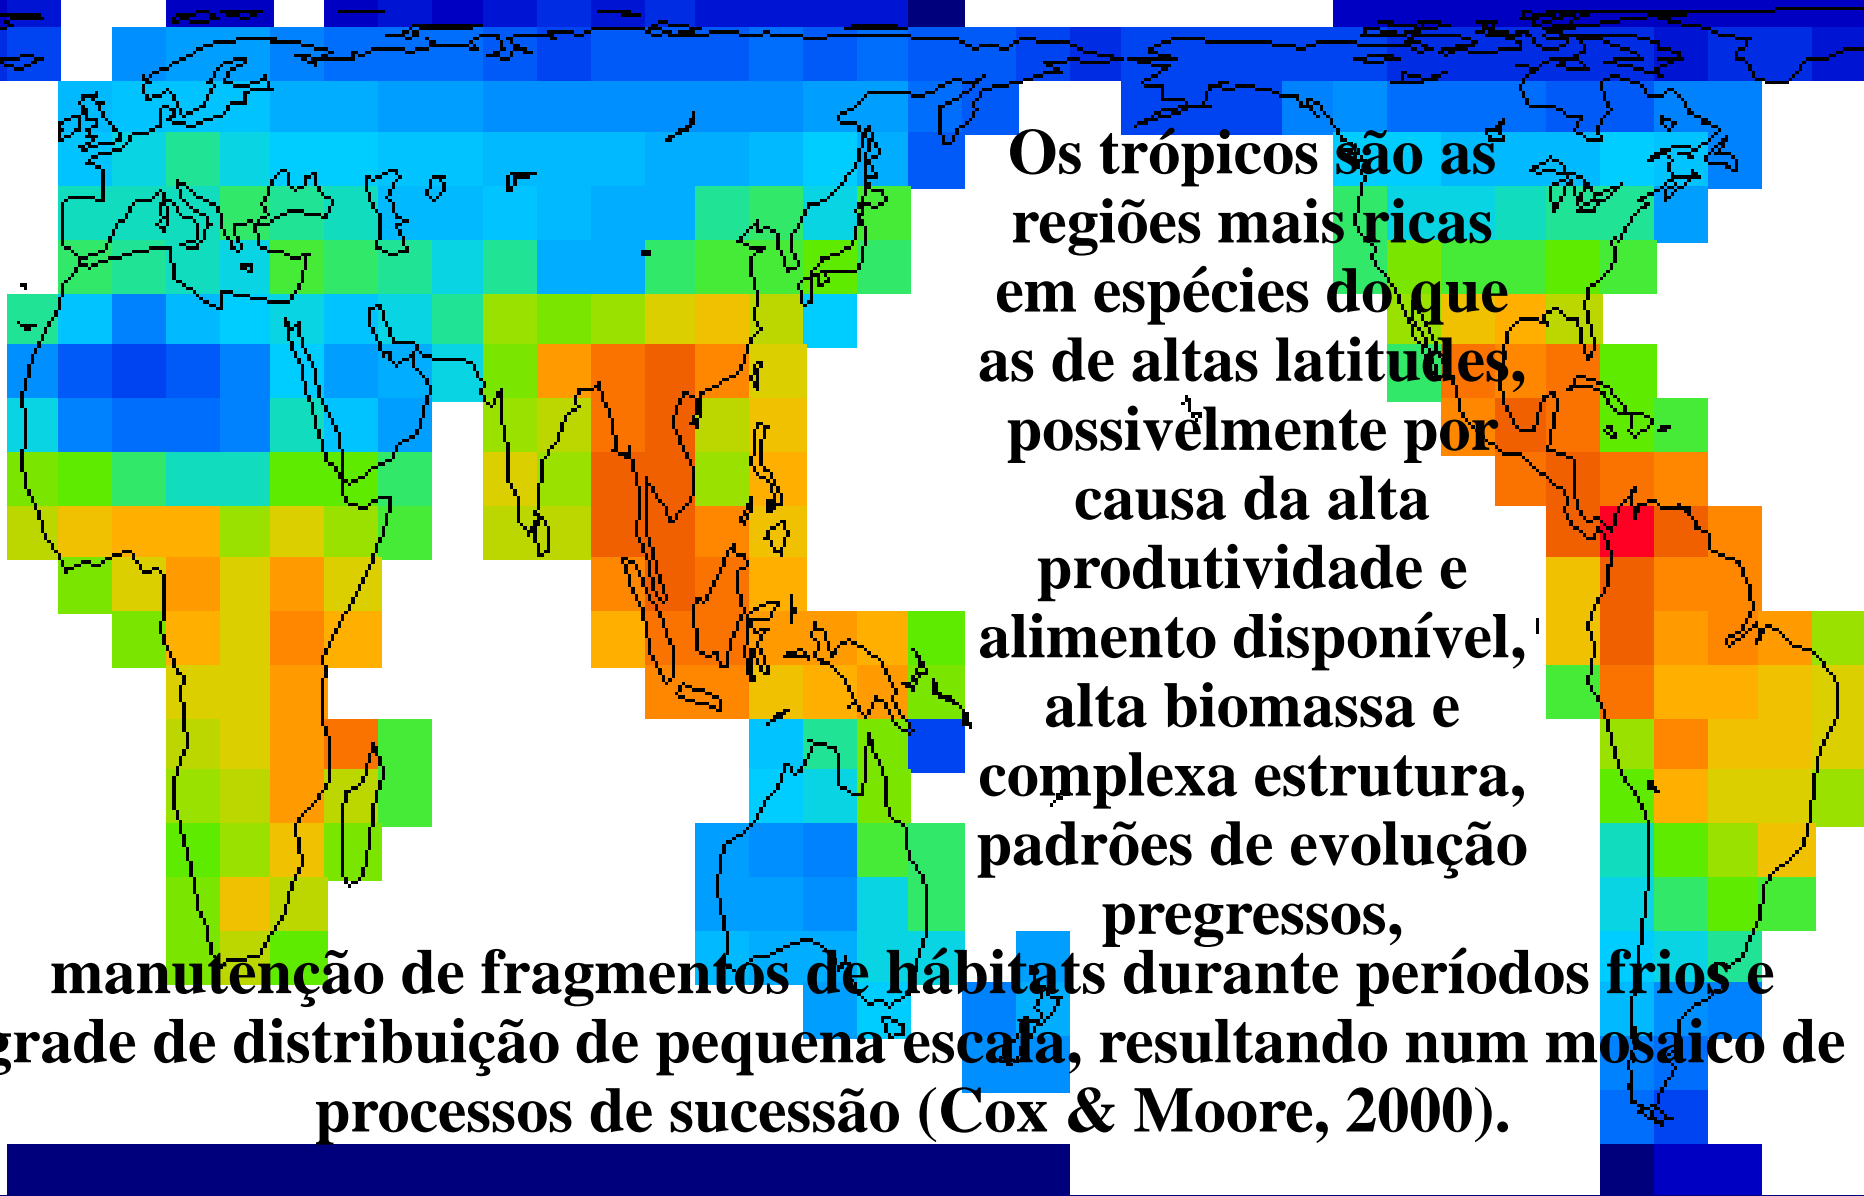 Os trópicos são as
regiões mais ricas
em espécies do que
as de altas latitudes,
possivelmente por
causa da alta
produtividade e
alimento disponível,
alta biomassa e
complexa estrutura,
padrões de evolução
pregressos,
manutenção de fragmentos de hábitats durante períodos frios e
grade de distribuição de pequena escala, resultando num mosaico de
processos de sucessão (Cox & Moore, 2000).